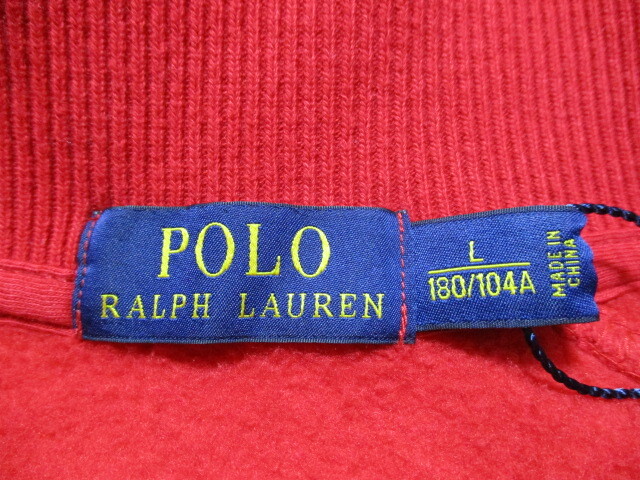 POLO
RALPH LAUREN
L
180/104A
MADE IN
CHINA